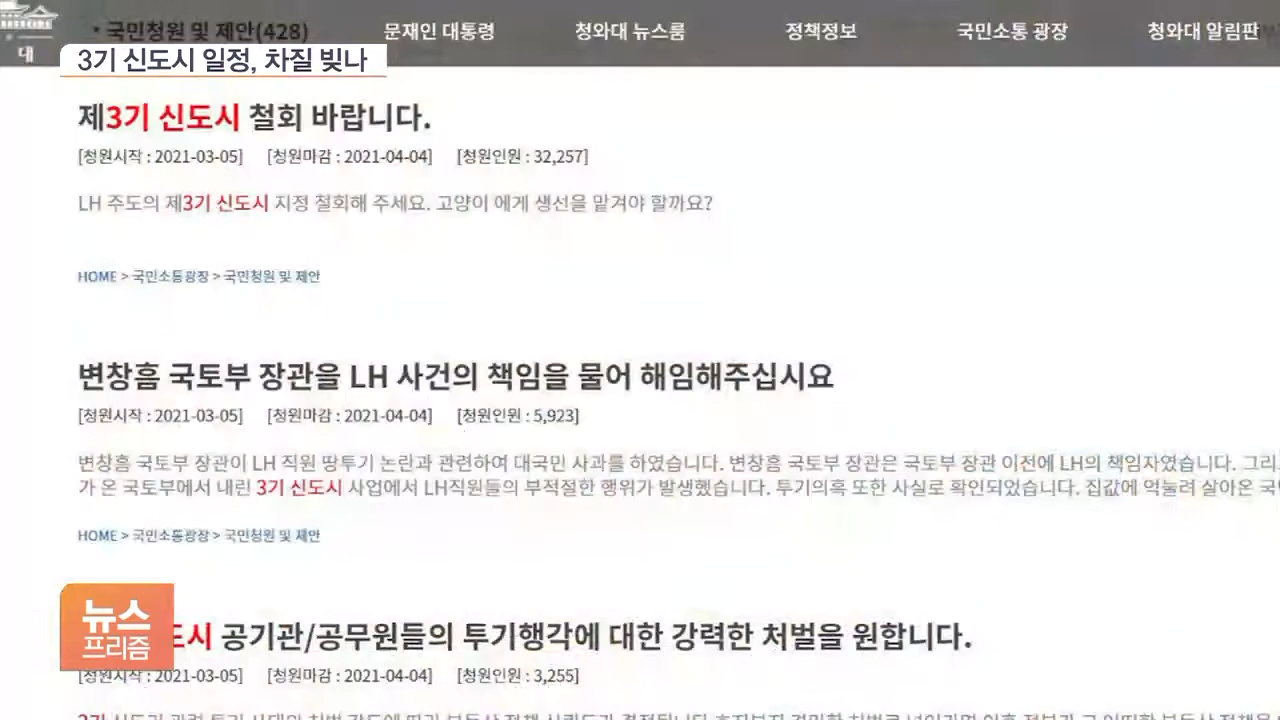 국민청원 및 제안(428)
문재인 대통령
청와대 뉴스룸
정책정보
국민소통 광장
청와대 알림판
대
3기 신도시 일정, 차질 빚나
제3기 신도시 철회 바랍니다.
[청원시작 : 2021-03-05] [청원마감 : 2021-04-04] [청원인원 : 32,257]
LH 주도의 제3기 신도시 지정 철회해 주세요. 고양이 에게 생선을 맡겨야 할까요?
HOME > 국민소통광장 > 국민청원 및 제안
변창흠 국토부 장관을 LH 사건의 책임을 물어 해임해주십시요
[청원시작 : 2021-03-05] [청원마감 : 2021-04-04] [청원인원 : 5,923]
변창흠 국토부 장관이 LH 직원 땅투기 논란과 관련하여 대국민 사과를 하였습니다. 변창흠 국토부 장관은 국토부 장관 이전에 LH의 책임자였습니다. 그리
가 온 국토부에서 내린 3기 신도시 사업에서 LH직원들의 부적절한 행위가 발생했습니다. 투기의혹 또한 사실로 확인되었습니다. 집값에 억눌려 살아온 국
HOME > 국민소통광장 > 국민청원 및 제안
뉴스
프리즘
도시 공기관/공무원들의 투기행각에 대한 강력한 처벌을 원합니다.
[청원시작 : 2021-03-05] [청원마감 : 2021-04-04] [청원인원 : 3,255]